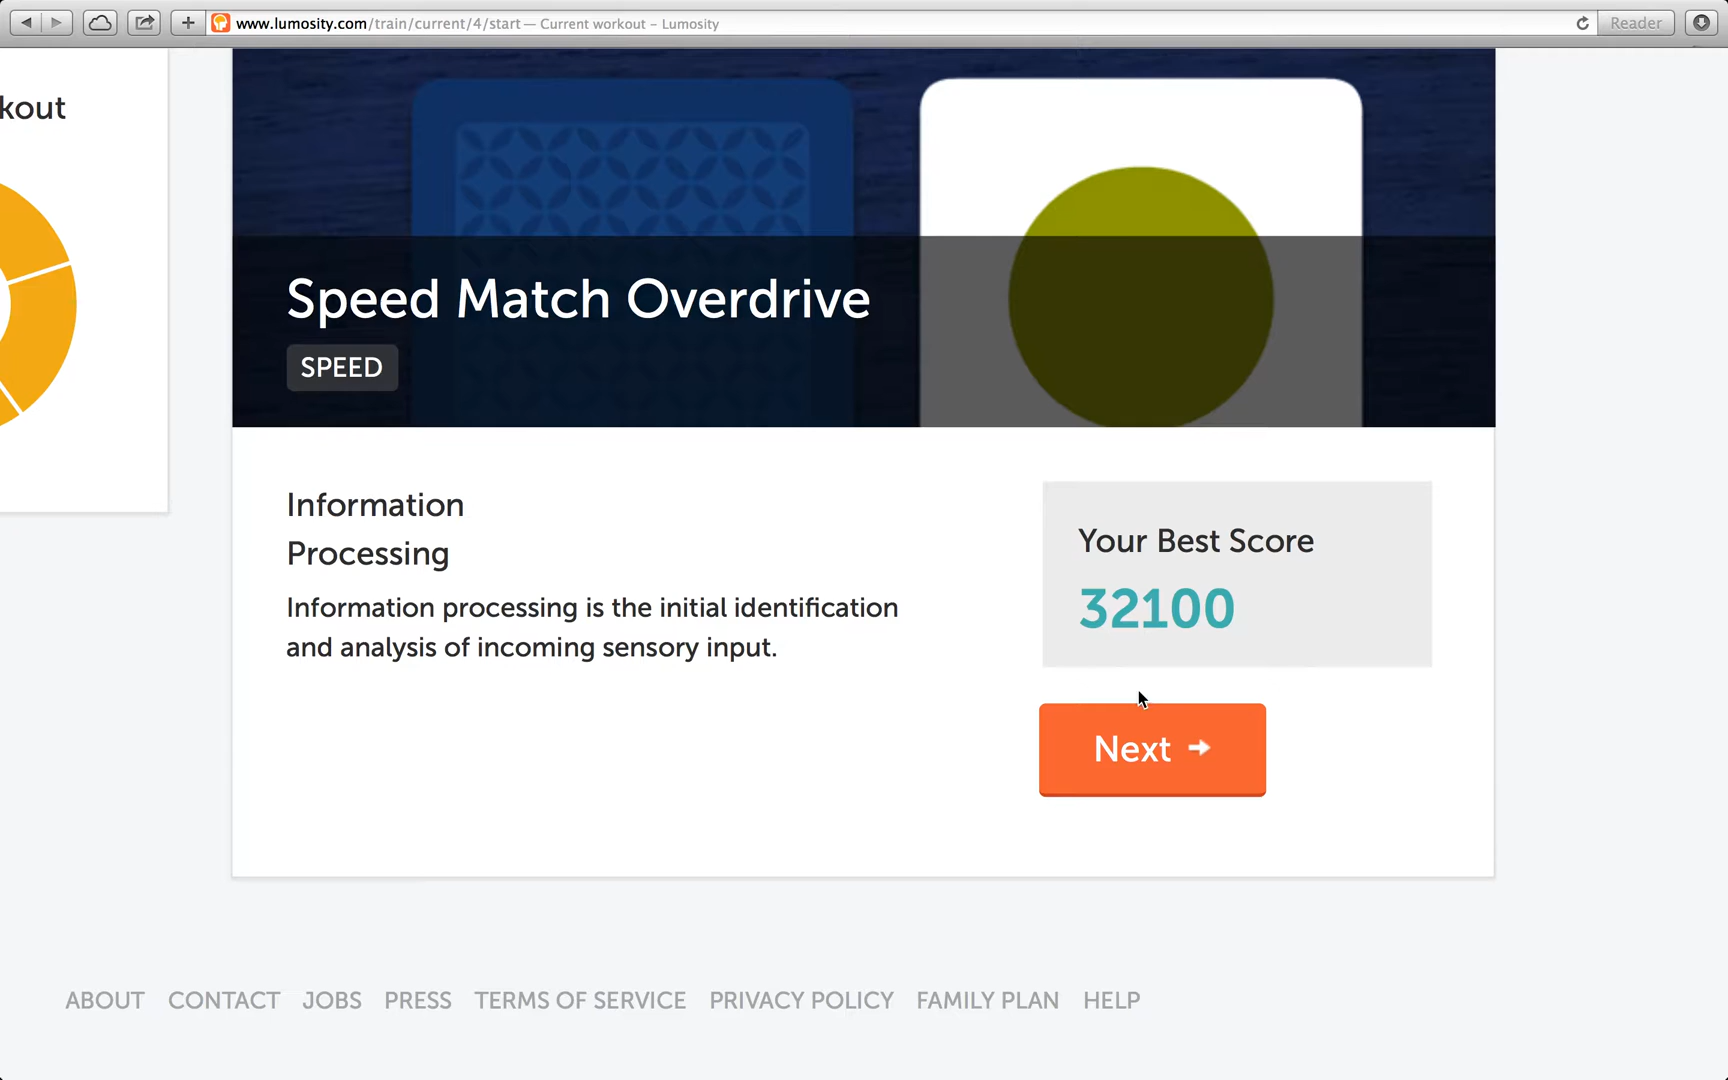 www.lumosity.com/train/current/4/start — Current workout – Lumosity
Reader
kout
Speed Match Overdrive
SPEED
Information
Processing
Information processing is the initial identification
and analysis of incoming sensory input.
Your Best Score
32100
Next
ABOUT CONTACT JOBS PRESS TERMS OF SERVICE PRIVACY POLICY FAMILY PLAN HELP